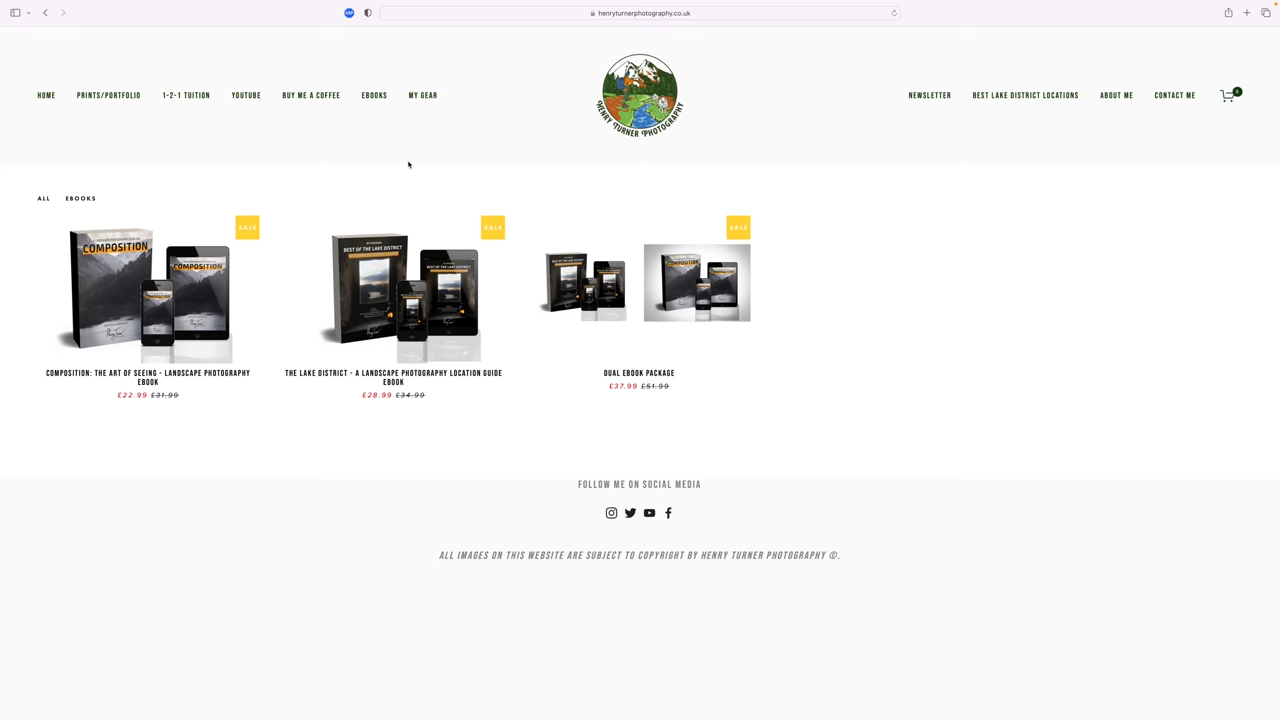 henryturnerphotography.co.uk
HOME PRINTS/PORTFOLIO 1-2-1 TUITION YOUTUBE BUY ME A COFFEE EBOOKS MY GEAR
HENRY TURNER PHOTOGRAPHY
NEWSLETTER BEST LAKE DISTRICT LOCATIONS ABOUT ME CONTACT ME 0
ALL EBOOKS
SALE SALE SALE
COMPOSITION
COMPOSITION
COMPOSITION
BEST OF THE LAKE DISTRICT
BEST OF THE LAKE DISTRICT
COMPOSITION: THE ART OF SEEING - LANDSCAPE PHOTOGRAPHY
EBOOK
£22.99 £31.99
THE LAKE DISTRICT - A LANDSCAPE PHOTOGRAPHY LOCATION GUIDE
EBOOK
£28.99 £34.99
DUAL EBOOK PACKAGE
£37.99 £51.99
FOLLOW ME ON SOCIAL MEDIA
ALL IMAGES ON THIS WEBSITE ARE SUBJECT TO COPYRIGHT BY HENRY TURNER PHOTOGRAPHY ©.